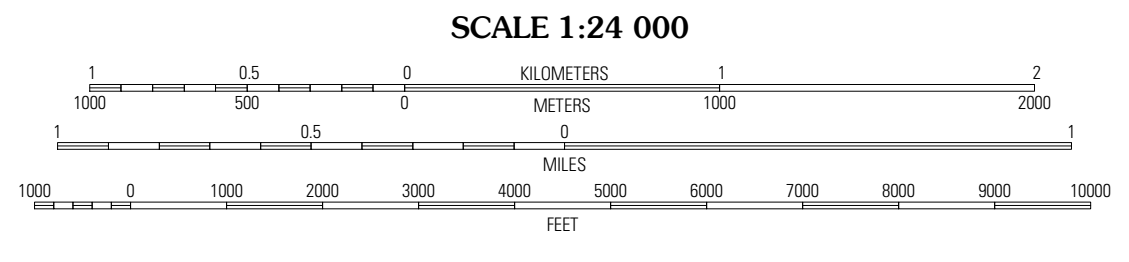 SCALE 1:24 000
1 0.5 0 KILOMETERS 1 2
1000 500 0 METERS 1000 2000
1 0.5 0 1
MILES
1000 0 1000 2000 3000 4000 5000 6000 7000 8000 9000 10000
FEET